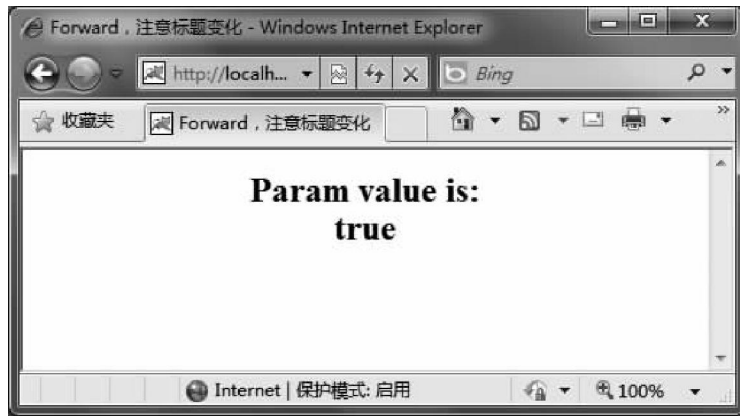 Forward，注意标题变化 - Windows Internet Explorer
http://localh...
Bing
收藏夹
Forward，注意标题变化
»
Param value is:
true
Internet | 保护模式: 启用
100%